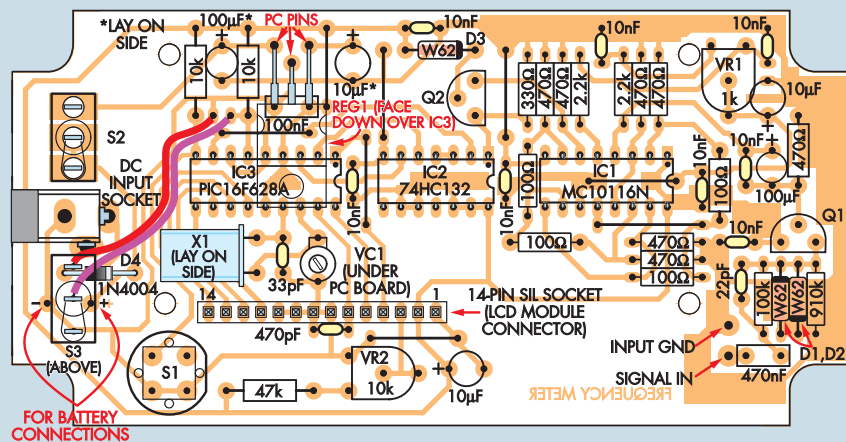 *LAY ON
SIDE
100µF*
PC PINS
10nF
D3
W62
10k
10k
10µF*
REG1 (FACE
DOWN OVER IC3)
100nF
Q2
330Ω
470Ω
470Ω
2.2k
10nF
2.2k
470Ω
470Ω
10nF
VR1
1k
10µF
470Ω
S2
DC
INPUT
SOCKET
IC3
PIC16F628A
10nF
IC2
74HC132
10nF
100Ω
IC1
MC10116N
10nF
100Ω
10nF
100µF
Q1
10nF
X1
(LAY ON
SIDE)
33pF
VC1
(UNDER
PC BOARD)
100Ω
470Ω
470Ω
100Ω
22pF
100k
W62
W62
910k
D1,D2
D4
1N4004
–
+
S3
(ABOVE)
FOR BATTERY
CONNECTIONS
14
1
14-PIN SIL SOCKET
(LCD MODULE
CONNECTOR)
470pF
S1
47k
VR2
10k
10µF
INPUT GND
SIGNAL IN
470nF
FREQUENCY METER